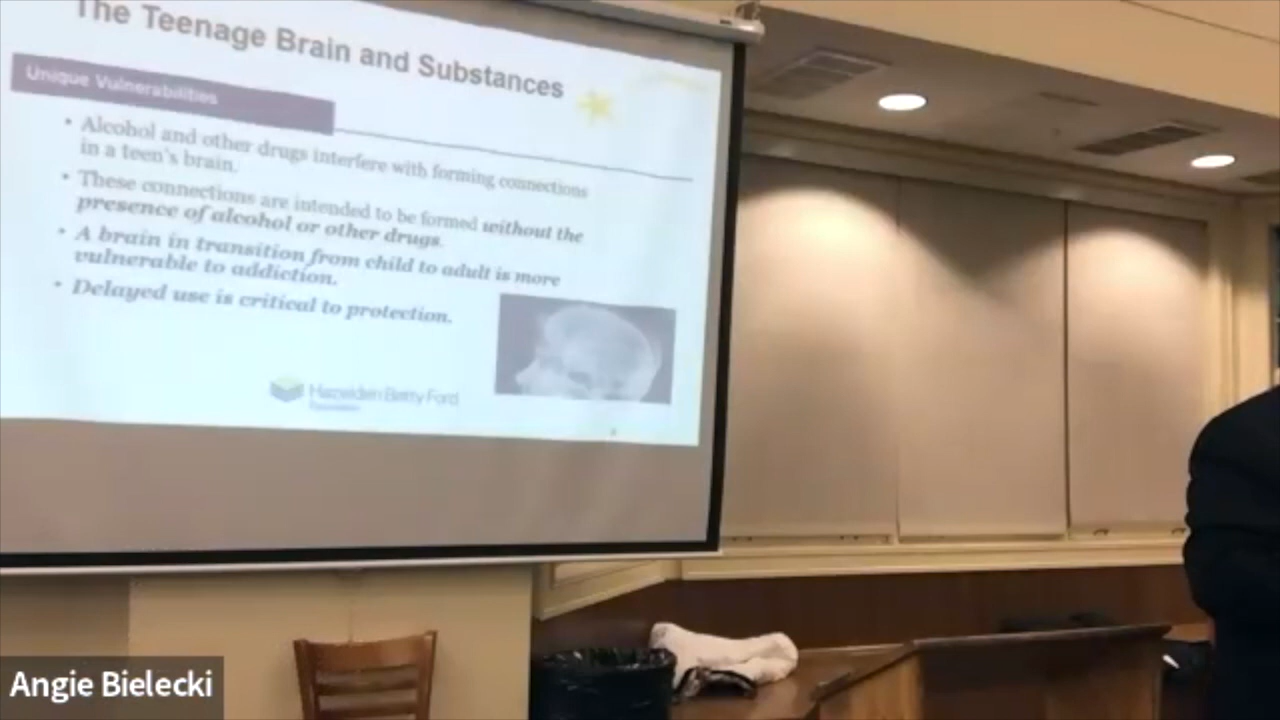 The Teenage Brain and Substances
Unique Vulnerabilities
• Alcohol and other drugs interfere with forming connections
in a teen's brain.
• These connections are intended to be formed without the
presence of alcohol or other drugs.
• A brain in transition from child to adult is more
vulnerable to addiction.
• Delayed use is critical to protection.
Hazelden Betty Ford
Foundation
Angie Bielecki